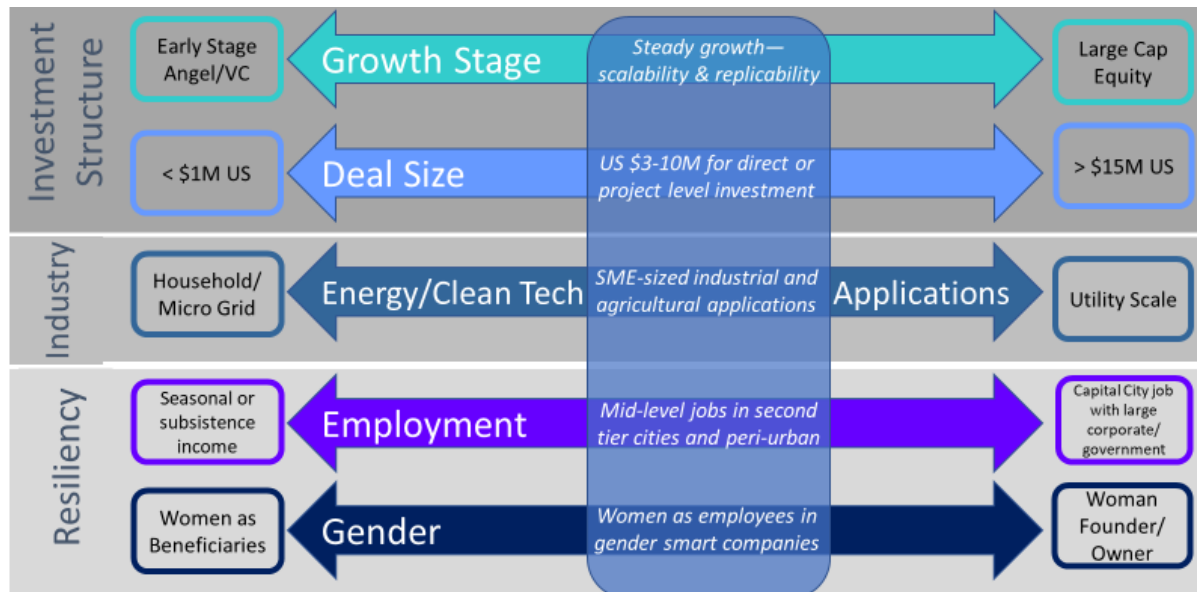 Investment
Structure
Early Stage
Angel/VC
Growth Stage
Steady growth—
scalability & replicability
Large Cap
Equity
< $1M US
Deal Size
US $3-10M for direct or
project level investment
> $15M US
Industry
Household/
Micro Grid
Energy/Clean Tech
SME-sized industrial and
agricultural applications
Applications
Utility Scale
Resiliency
Seasonal or
subsistence
income
Employment
Mid-level jobs in second
tier cities and peri-urban
Capital City job
with large
corporate/
government
Women as
Beneficiaries
Gender
Women as employees in
gender smart companies
Woman
Founder/
Owner